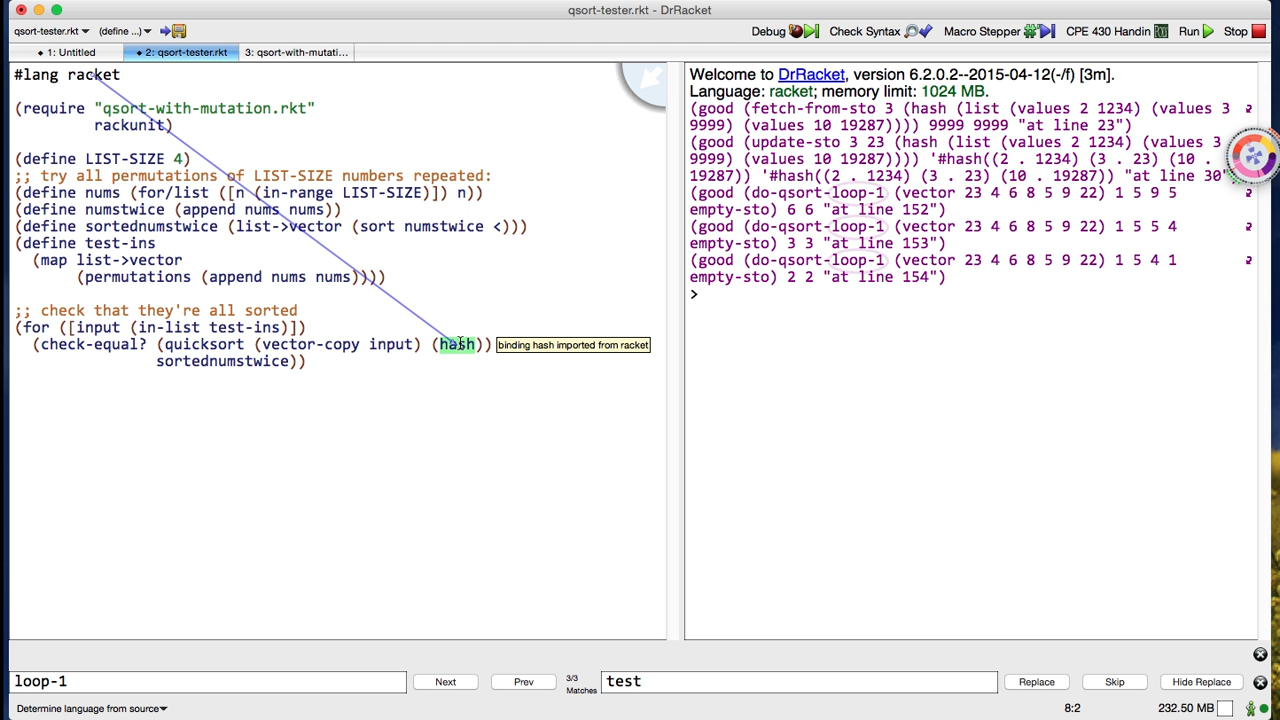 qsort-tester.rkt - DrRacket
qsort-tester.rkt (define ...) Debug Check Syntax Macro Stepper CPE 430 Handin Run Stop
1: Untitled 2: qsort-tester.rkt 3: qsort-with-mutati...
#lang racket
(require "qsort-with-mutation.rkt"
rackunit)
(define LIST-SIZE 4)
;; try all permutations of LIST-SIZE numbers repeated:
(define nums (for/list ([n (in-range LIST-SIZE)]) n))
(define numstwice (append nums nums))
(define sortednumstwice (list->vector (sort numstwice <)))
(define test-ins
(map list->vector
(permutations (append nums nums))))
;; check that they're all sorted
(for ([input (in-list test-ins)])
(check-equal? (quicksort (vector-copy input) (hash))
binding hash imported from racket
sortednumstwice))
Welcome to DrRacket, version 6.2.0.2--2015-04-12(-/f) [3m].
Language: racket; memory limit: 1024 MB.
(good (fetch-from-sto 3 (hash (list (values 2 1234) (values 3
9999) (values 10 19287)))) 9999 9999 "at line 23")
(good (update-sto 3 23 (hash (list (values 2 1234) (values 3
9999) (values 10 19287)))) '#hash((2 . 1234) (3 . 23) (10 .
19287)) '#hash((2 . 1234) (3 . 23) (10 . 19287)) "at line 30")
(good (do-qsort-loop-1 (vector 23 4 6 8 5 9 22) 1 5 9 5
empty-sto) 6 6 "at line 152")
(good (do-qsort-loop-1 (vector 23 4 6 8 5 9 22) 1 5 5 4
empty-sto) 3 3 "at line 153")
(good (do-qsort-loop-1 (vector 23 4 6 8 5 9 22) 1 5 4 1
empty-sto) 2 2 "at line 154")
>
loop-1 Next Prev 3/3 Matches test Replace Skip Hide Replace
Determine language from source 8:2 232.50 MB